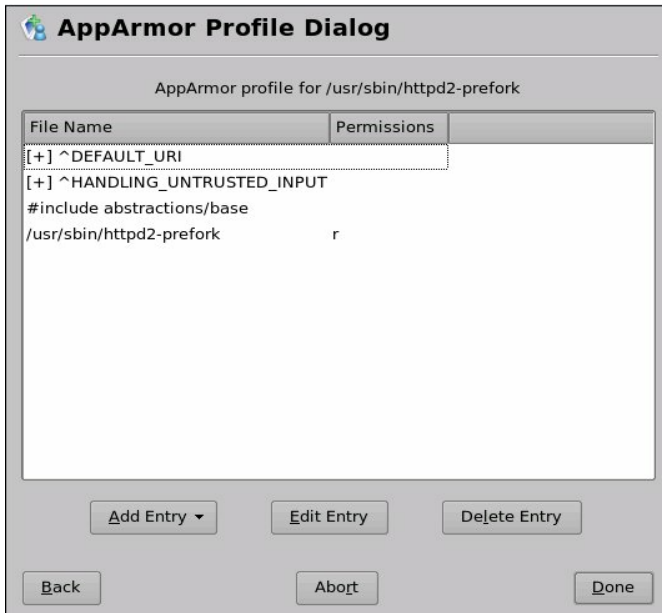 AppArmor Profile Dialog
AppArmor profile for /usr/sbin/httpd2-prefork
File Name Permissions
[+] ^DEFAULT_URI
[+] ^HANDLING_UNTRUSTED_INPUT
#include abstractions/base
/usr/sbin/httpd2-prefork r
Add Entry Edit Entry Delete Entry
Back Abort Done